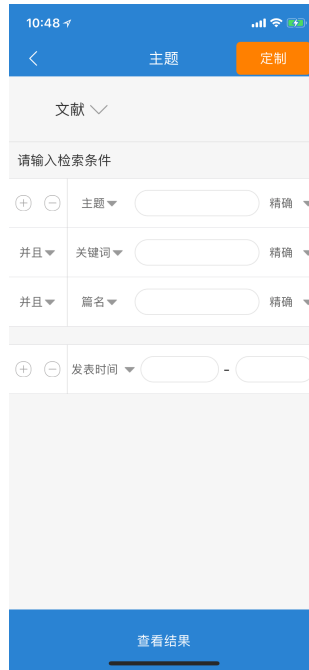 10:48
主题
定制
文献
请输入检索条件
主题 精确
并且 关键词 精确
并且 篇名 精确
发表时间 -
查看结果